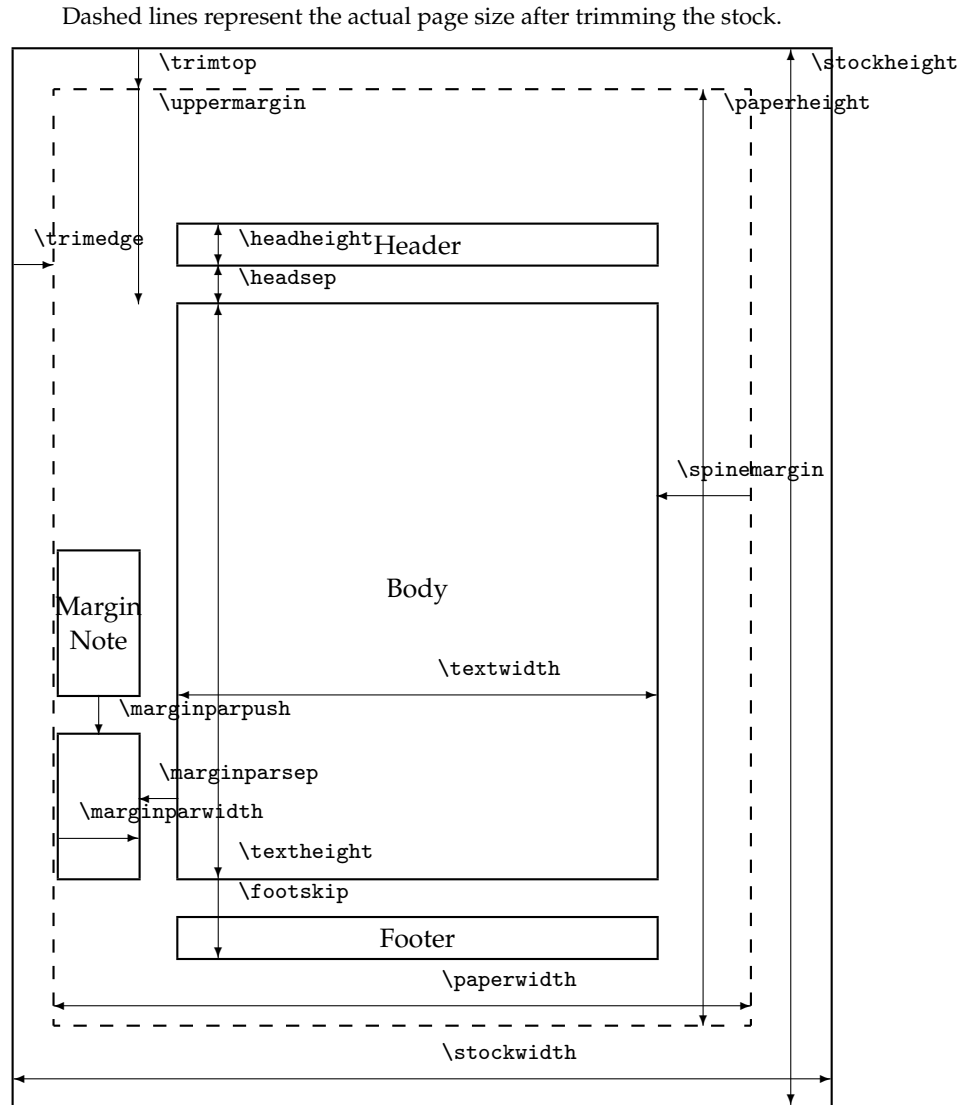 Dashed lines represent the actual page size after trimming the stock.
\trimtop
\stockheight
\uppermargin
\paperheight
\trimedge
\headheight
Header
\headsep
\spinemargin
Body
Margin
Note
\textwidth
\marginparpush
\marginparsep
\marginparwidth
\textheight
\footskip
Footer
\paperwidth
\stockwidth